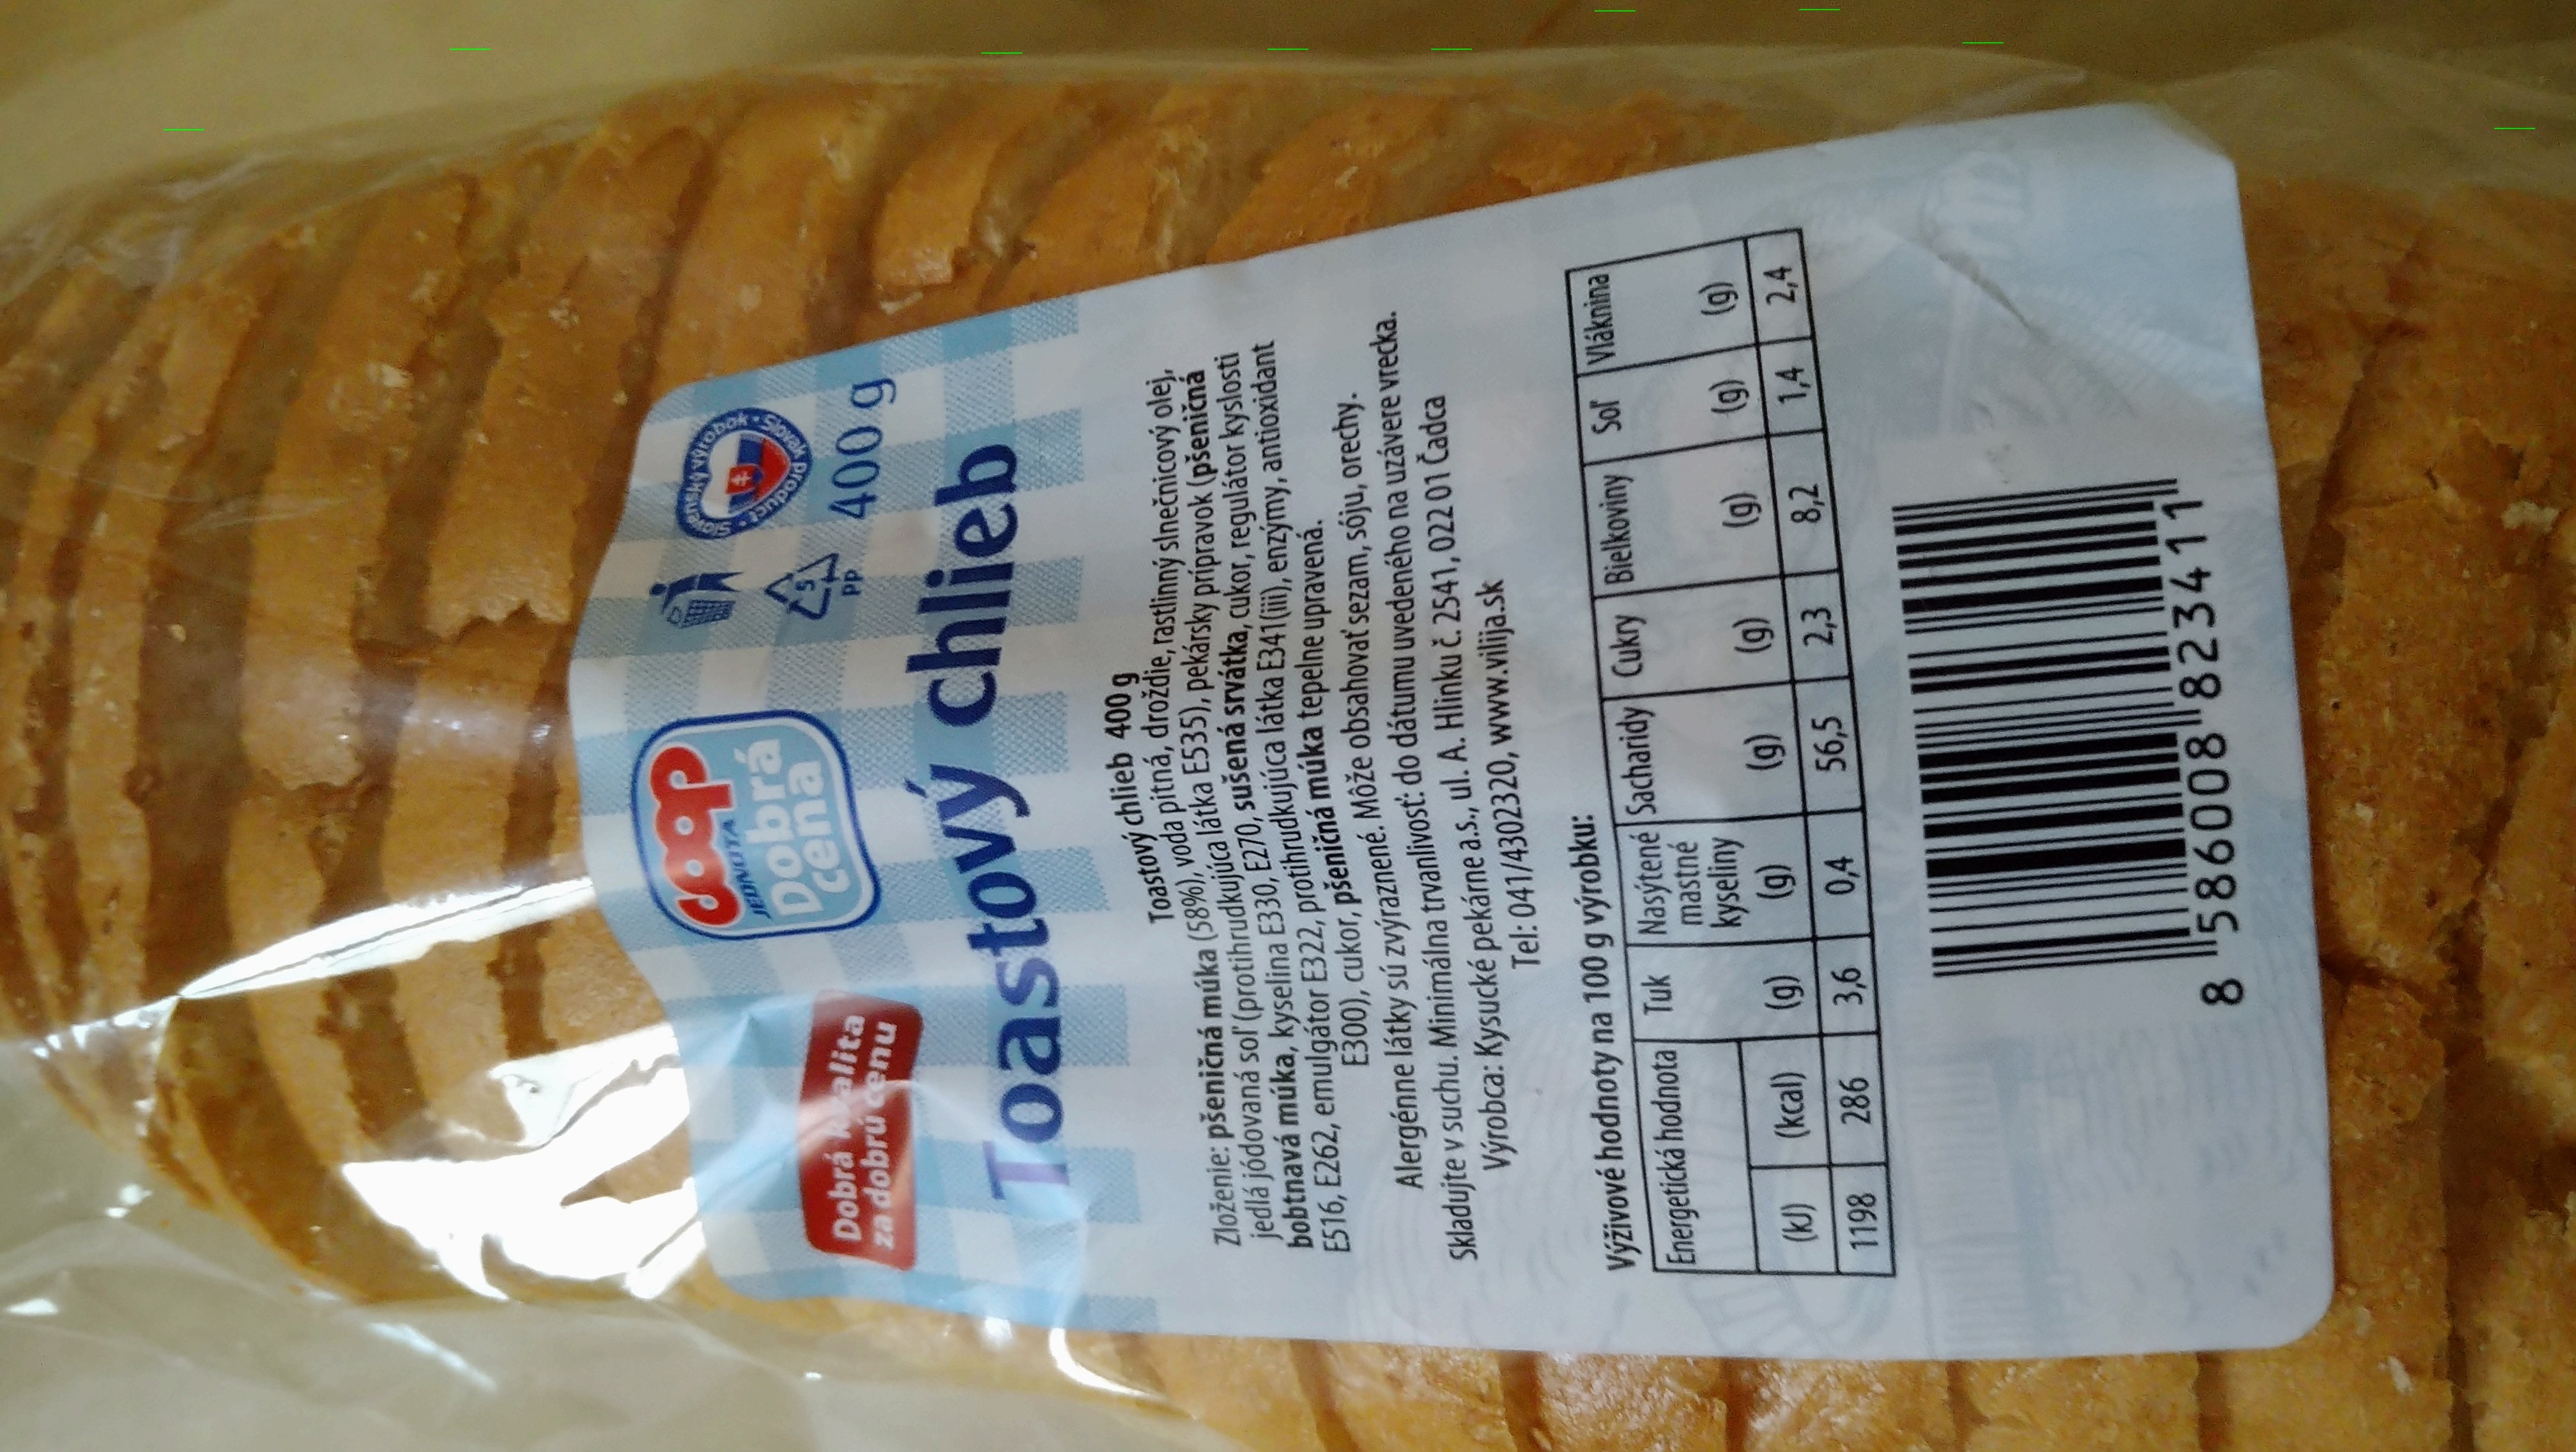 Slovenský výrobok • Slovak product •
COOP
JEDNOTA
Dobrá
cena
5
PP
400 g
Dobrá kvalita
za dobrú cenu
Toastový chlieb
Toastový chlieb 400 g
Zloženie: pšeničná múka (58%), voda pitná, droždie, rastlinný slnečnicový olej,
jedlá jódovaná soľ (protihrudkujúca látka E535), pekársky prípravok (pšeničná
bobtnavá múka, kyselina E330, E270, sušená srvátka, cukor, regulátor kyslosti
E516, E262, emulgátor E322, protihrudkujúca látka E341(iii), enzýmy, antioxidant
E300), cukor, pšeničná múka tepelne upravená.
Alergénne látky sú zvýraznené. Môže obsahovať sezam, sóju, orechy.
Skladujte v suchu. Minimálna trvanlivosť: do dátumu uvedeného na uzávere vrecka.
Výrobca: Kysucké pekárne a.s., ul. A. Hlinku č. 2541, 022 01 Čadca
Tel: 041/4302320, www.vilija.sk
Výživové hodnoty na 100 g výrobku:
Energetická hodnota Tuk Nasýtené Sacharidy Cukry Bielkoviny Soľ Vláknina
mastné
kyseliny
(kJ) (kcal) (g) (g) (g) (g) (g) (g) (g)
1198 286 3,6 0,4 56,5 2,3 8,2 1,4 2,4
8 586008 823411